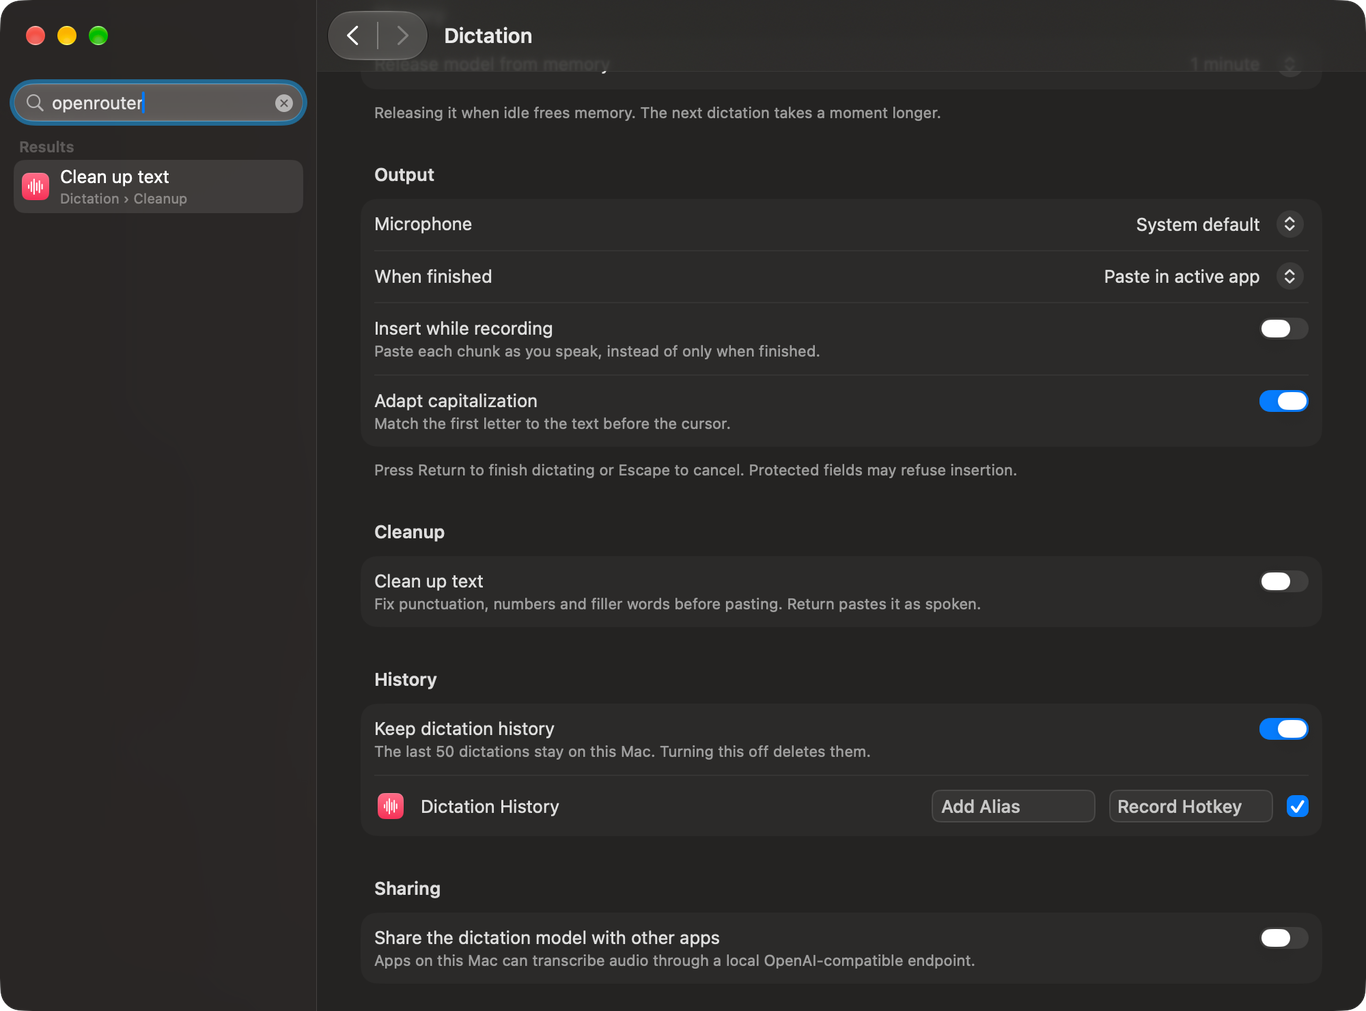 Dictation
openrouter
Results
Clean up text
Dictation › Cleanup
Release model from memory
1 minute
Releasing it when idle frees memory. The next dictation takes a moment longer.
Output
Microphone
System default
When finished
Paste in active app
Insert while recording
Paste each chunk as you speak, instead of only when finished.
Adapt capitalization
Match the first letter to the text before the cursor.
Press Return to finish dictating or Escape to cancel. Protected fields may refuse insertion.
Cleanup
Clean up text
Fix punctuation, numbers and filler words before pasting. Return pastes it as spoken.
History
Keep dictation history
The last 50 dictations stay on this Mac. Turning this off deletes them.
Dictation History
Add Alias
Record Hotkey
Sharing
Share the dictation model with other apps
Apps on this Mac can transcribe audio through a local OpenAI-compatible endpoint.